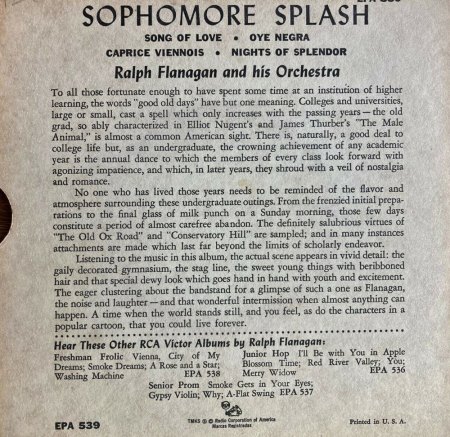 SOPHOMORE SPLASH
SONG OF LOVE • OYE NEGRA
CAPRICE VIENNOIS • NIGHTS OF SPLENDOR
Ralph Flanagan and his Orchestra
To all those fortunate enough to have spent some time at an institution of higher
learning, the words "good old days" have but one meaning. Colleges and universities,
large or small, cast a spell which only increases with the passing years—the old
grad, so ably characterized in Elliot Nugent's and James Thurber's "The Male
Animal," is almost a common American sight. There is, naturally, a good deal to
college life but, as an undergraduate, the crowning achievement of any academic
year is the annual dance to which the members of every class look forward with
agonizing impatience, and which, in later years, they shroud with a veil of nostalgia
and romance.
No one who has lived those years needs to be reminded of the flavor and
atmosphere surrounding these undergraduate outings. From the frenzied initial prepa-
rations to the final glass of milk punch on a Sunday morning, those few days
constitute a period of almost carefree abandon. The definitely salubrious virtues of
"The Old Ox Road" and "Conservatory Hill" are sampled; and in many instances
attachments are made which last far beyond the limits of scholarly endeavor.
Listening to the music in this album, the actual scene appears in vivid detail: the
gaily decorated gymnasium, the stag line, the sweet young things with beribboned
hair and that special dewy look which goes hand in hand with youth and excitement.
The eager clustering about the bandstand for a glimpse of such a one as Flanagan,
the noise and laughter—and that wonderful intermission when almost anything can
happen. A time when the world stands still, and you feel, as do the characters in a
popular cartoon, that you could live forever.
Hear These Other RCA Victor Albums by Ralph Flanagan:
Freshman Frolic Vienna, City of My
Dreams; Smoke Dreams; A Rose and a Star;
Washing Machine EPA 538
Junior Hop I'll Be with You in Apple
Blossom Time; Red River Valley; You;
Merry Widow EPA 536
Senior Prom Smoke Gets in Your Eyes;
Gypsy Violin; Why; A-Flat Swing EPA 537
EPA 539
TMKS ® © Radio Corporation of America
Marcas Registradas
Printed in U. S. A.